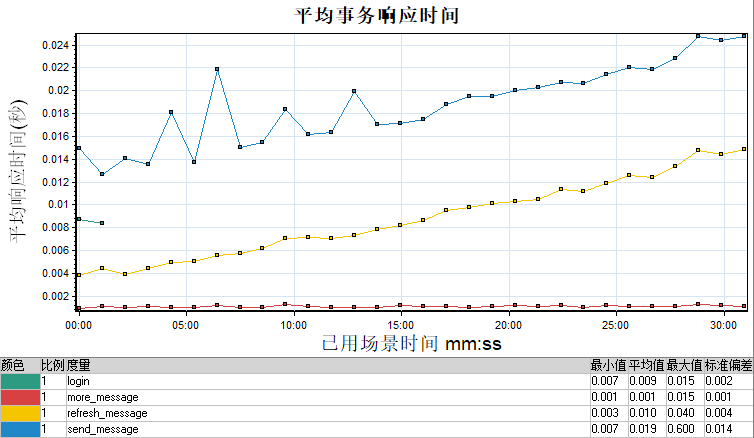 平均事务响应时间
平均响应时间(秒)
0.024
0.022
0.02
0.018
0.016
0.014
0.012
0.01
0.008
0.006
0.004
0.002
00:00 05:00 10:00 15:00 20:00 25:00 30:00
已用场景时间 mm:ss
颜色 比例 度量 最小值 平均值 最大值 标准偏差
1 login 0.007 0.009 0.015 0.002
1 more_message 0.001 0.001 0.015 0.001
1 refresh_message 0.003 0.010 0.040 0.004
1 send_message 0.007 0.019 0.600 0.014